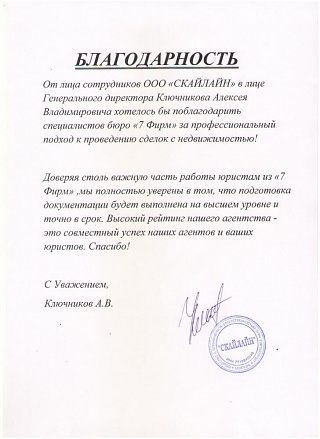 БЛАГОДАРНОСТЬ
От лица сотрудников ООО «СКАЙЛАЙН» в лице
Генерального директора Ключникова Алексея
Владимировича хотелось бы поблагодарить
специалистов бюро «7 Фирм» за профессиональный
подход к проведению сделок с недвижимостью!
Доверяя столь важную часть работы юристам из «7
Фирм» ,мы полностью уверены в том, что подготовка
документации будет выполнена на высшем уровне и
точно в срок. Высокий рейтинг нашего агентства -
это совместный успех наших агентов и ваших
юристов. Спасибо!
С Уважением,
Ключников А.В.
"СКАЙЛАЙН"